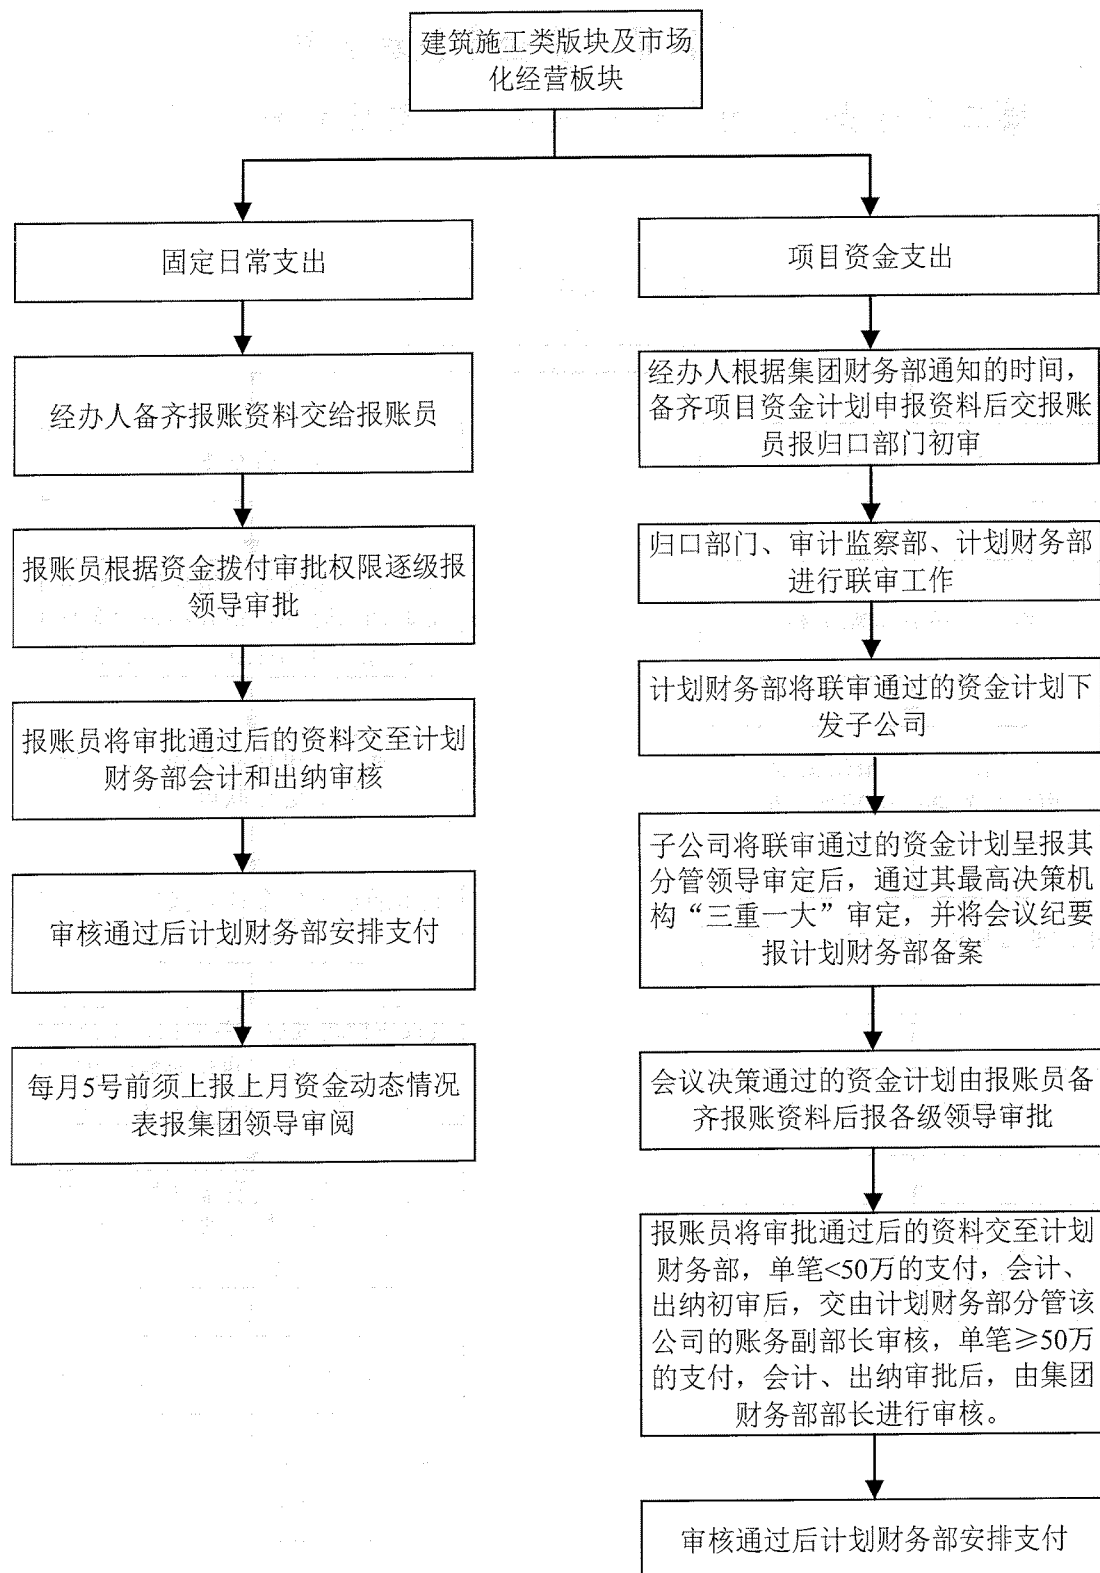 建筑施工类版块及市场
化经营板块
固定日常支出
经办人备齐报账资料交给报账员
报账员根据资金拨付审批权限逐级报
领导审批
报账员将审批通过后的资料交至计划
财务部会计和出纳审核
审核通过后计划财务部安排支付
每月5号前须上报上月资金动态情况
表报集团领导审阅
项目资金支出
经办人根据集团财务部通知的时间，
备齐项目资金计划申报资料后交报账
员报归口部门初审
归口部门、审计监察部、计划财务部
进行联审工作
计划财务部将联审通过的资金计划下
发子公司
子公司将联审通过的资金计划呈报其
分管领导审定后，通过其最高决策机
构“三重一大”审定，并将会议纪要
报计划财务部备案
会议决策通过的资金计划由报账员备
齐报账资料后报各级领导审批
报账员将审批通过后的资料交至计划
财务部，单笔<50万的支付，会计、
出纳初审后，交由计划财务部分管该
公司的账务副部长审核，单笔≥50万
的支付，会计、出纳审批后，由集团
财务部部长进行审核。
审核通过后计划财务部安排支付